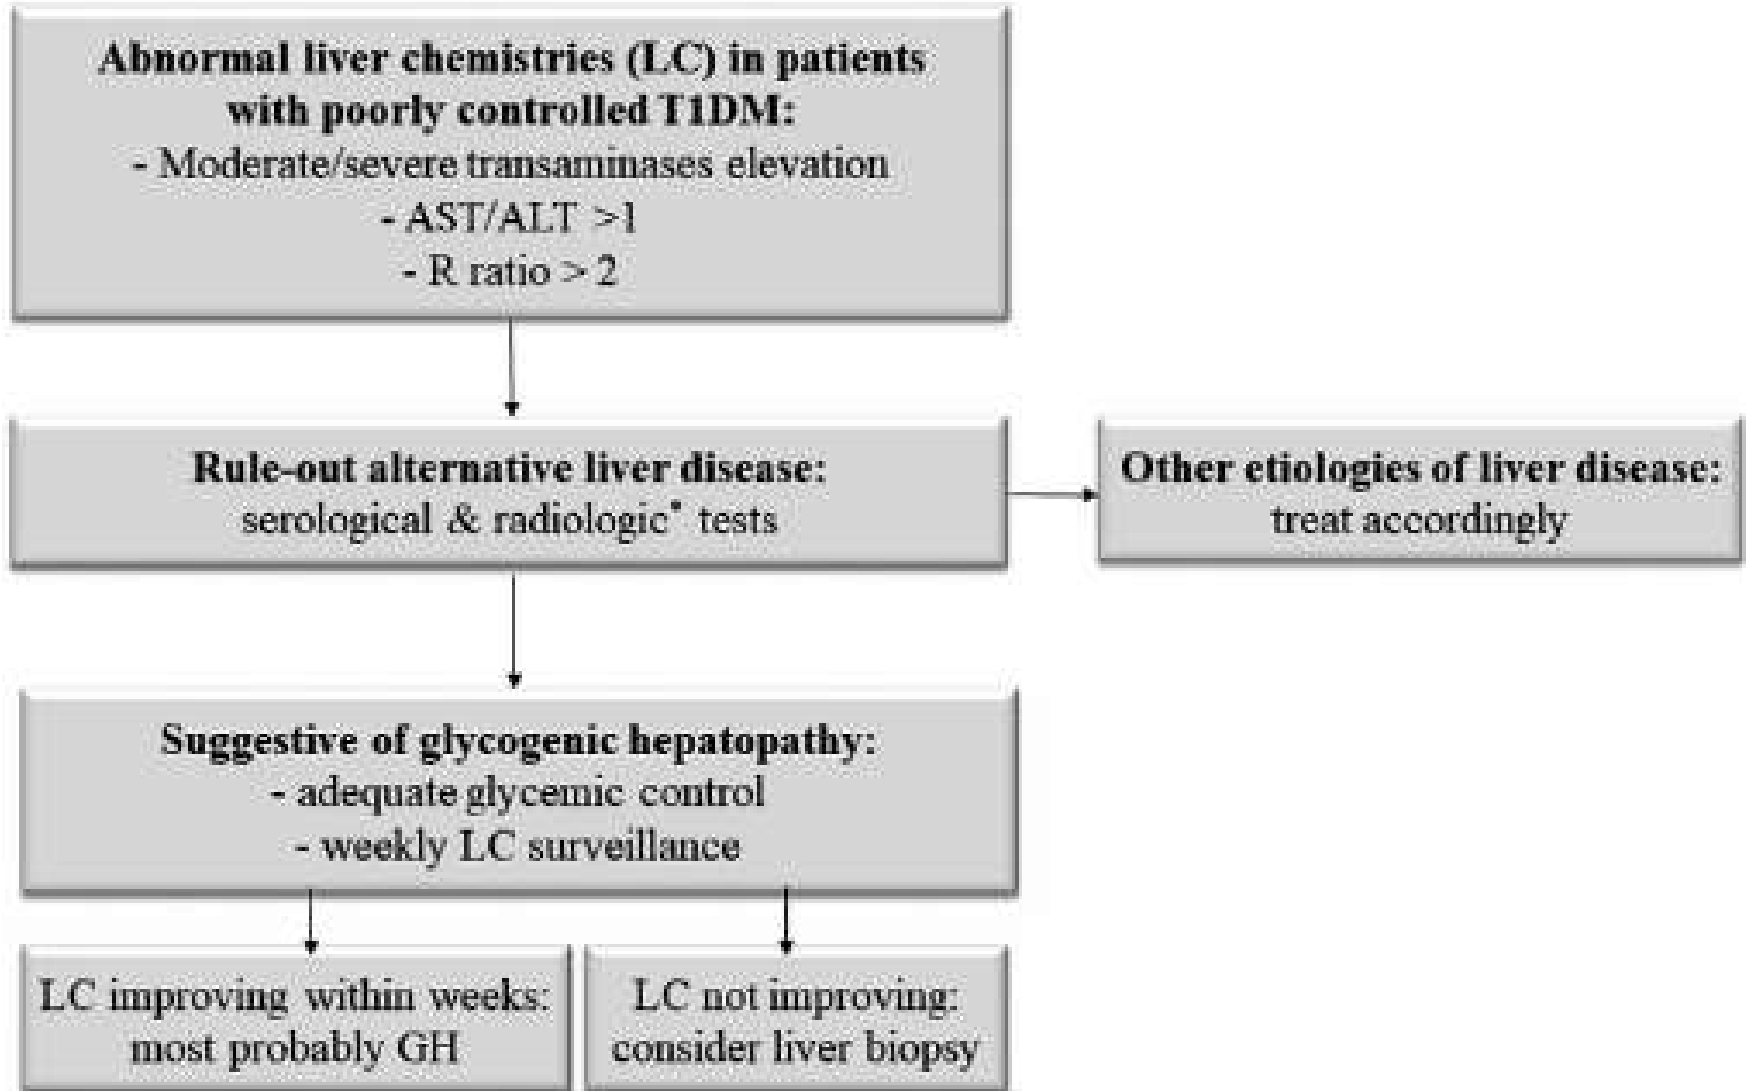 Abnormal liver chemistries (LC) in patients
with poorly controlled T1DM:
- Moderate/severe transaminases elevation
- AST/ALT >1
- R ratio > 2
Rule-out alternative liver disease:
serological & radiologic* tests
Other etiologies of liver disease:
treat accordingly
Suggestive of glycogenic hepatopathy:
- adequate glycemic control
- weekly LC surveillance
LC improving within weeks:
most probably GH
LC not improving:
consider liver biopsy